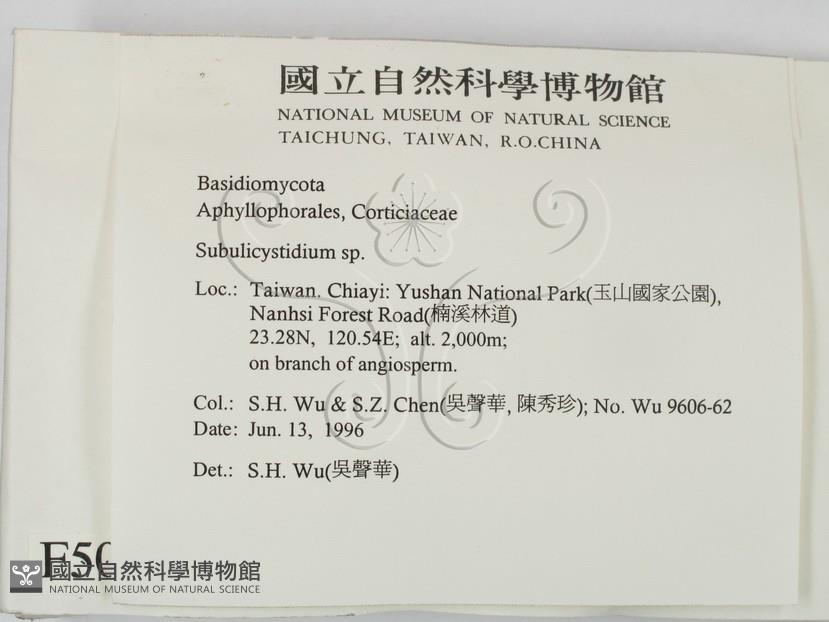 國立自然科學博物館
NATIONAL MUSEUM OF NATURAL SCIENCE
TAICHUNG, TAIWAN, R.O.CHINA
Basidiomycota
Aphyllophorales, Corticiaceae
Subulicystidium sp.
Loc.: Taiwan. Chiayi: Yushan National Park(玉山國家公園),
Nanhsi Forest Road(楠溪林道)
23.28N, 120.54E; alt. 2,000m;
on branch of angiosperm.
Col.: S.H. Wu & S.Z. Chen(吳聲華, 陳秀珍); No. Wu 9606-62
Date: Jun. 13, 1996
Det.: S.H. Wu(吳聲華)
國立自然科學博物館
NATIONAL MUSEUM OF NATURAL SCIENCE